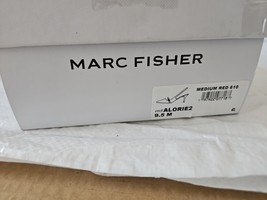 MARC FISHER
MEDIUM RED 610
ALORIE2
9.5 M